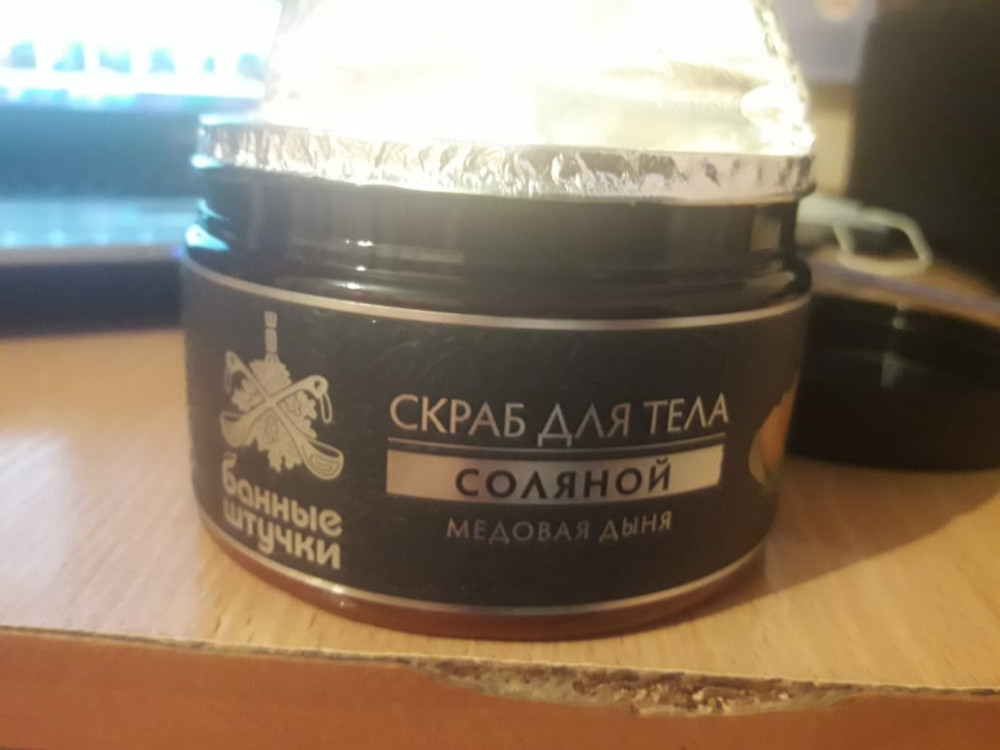 СКРАБ ДЛЯ ТЕЛА
СОЛЯНОЙ
МЕДОВАЯ ДЫНЯ
банные
штучки